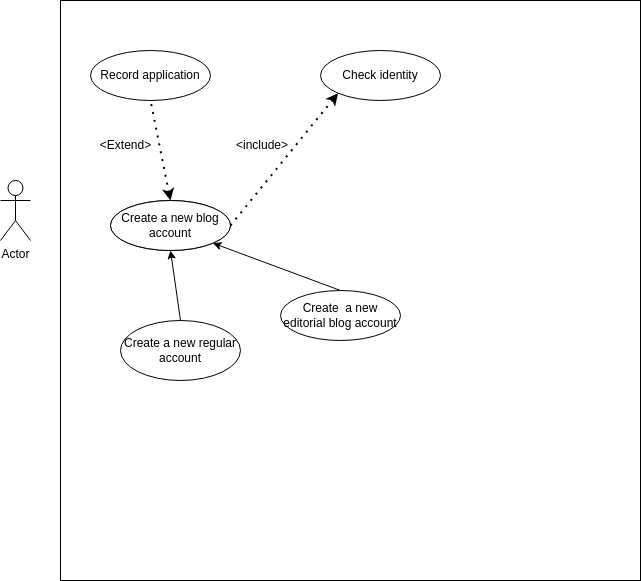 Record application
Check identity
<Extend>
<include>
Create a new blog
account
Actor
Create  a new
editorial blog account
Create a new regular
account